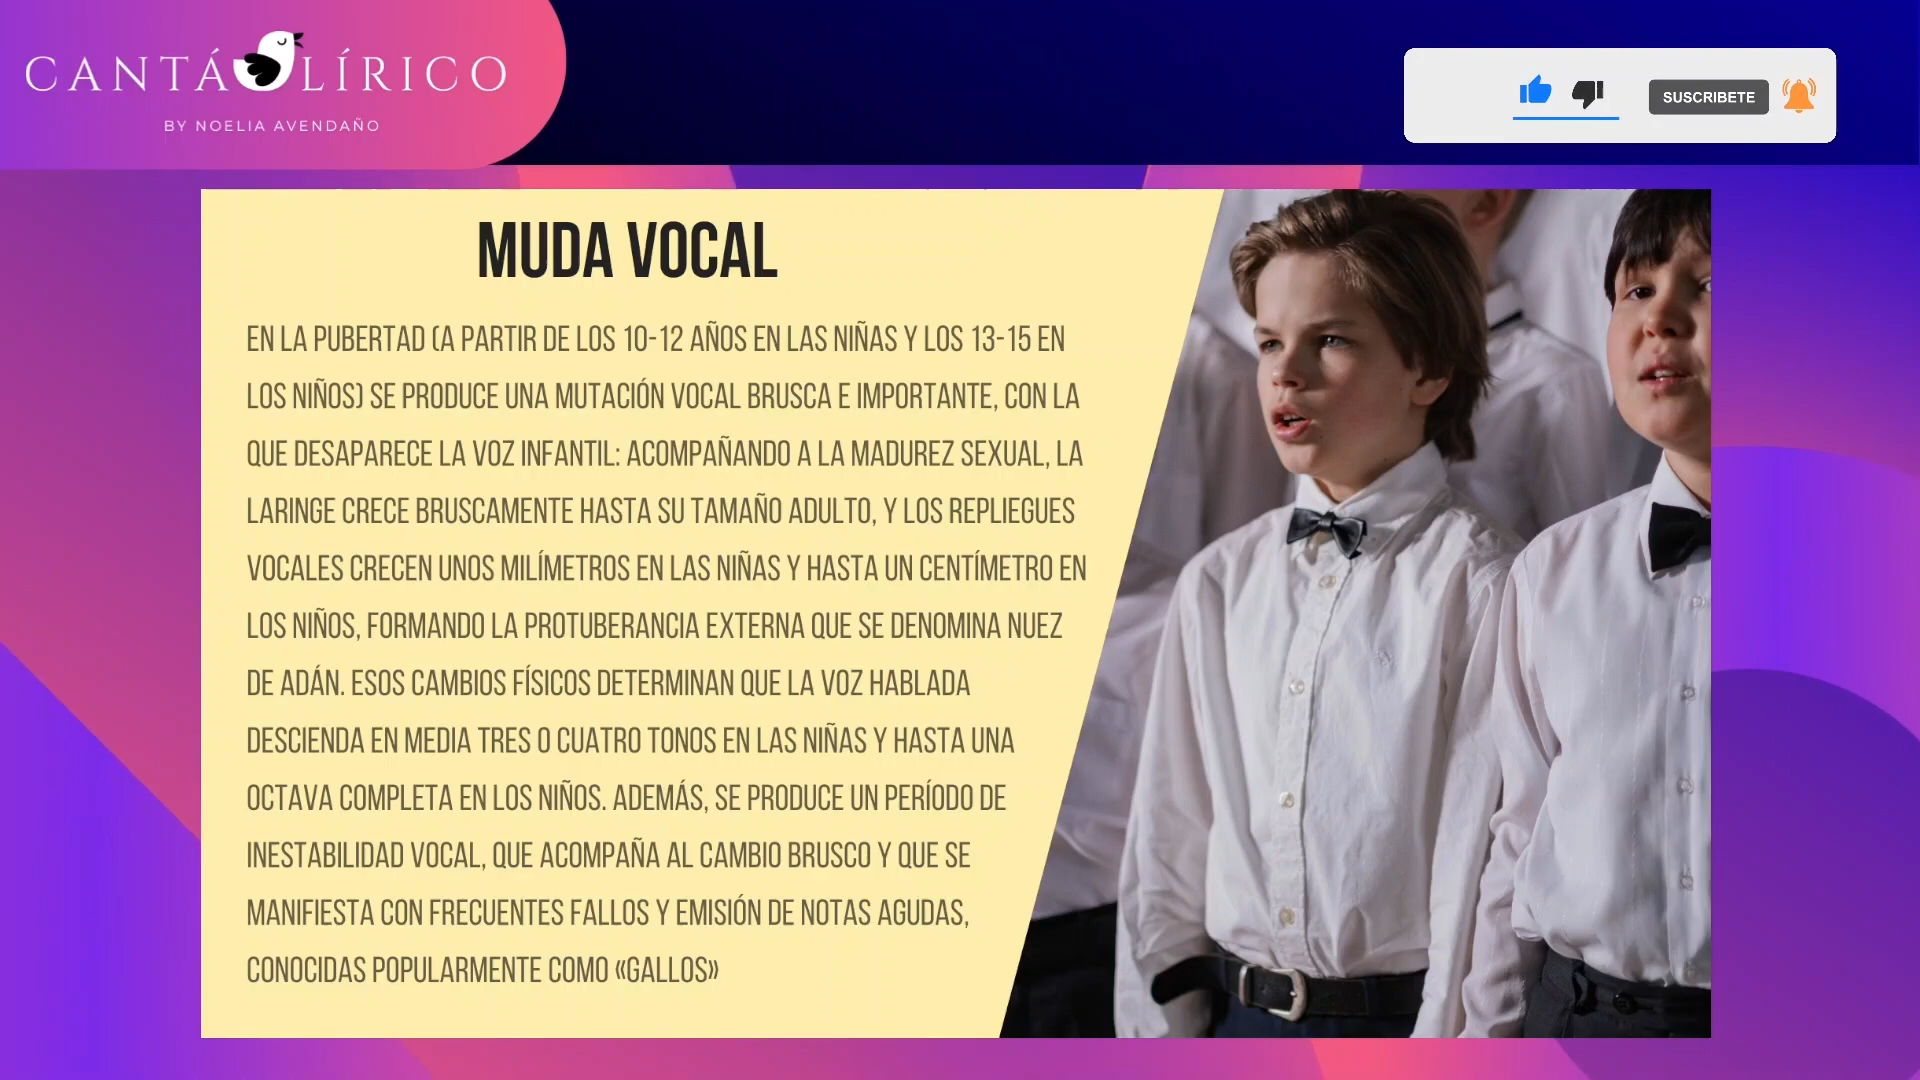 CANTÁ LÍRICO
BY NOELIA AVENDAÑO
SUSCRIBETE
MUDA VOCAL
EN LA PUBERTAD (A PARTIR DE LOS 10-12 AÑOS EN LAS NIÑAS Y LOS 13-15 EN
LOS NIÑOS) SE PRODUCE UNA MUTACIÓN VOCAL BRUSCA E IMPORTANTE, CON LA
QUE DESAPARECE LA VOZ INFANTIL: ACOMPAÑANDO A LA MADUREZ SEXUAL, LA
LARINGE CRECE BRUSCAMENTE HASTA SU TAMAÑO ADULTO, Y LOS REPLIEGUES
VOCALES CRECEN UNOS MILÍMETROS EN LAS NIÑAS Y HASTA UN CENTÍMETRO EN
LOS NIÑOS, FORMANDO LA PROTUBERANCIA EXTERNA QUE SE DENOMINA NUEZ
DE ADÁN. ESOS CAMBIOS FÍSICOS DETERMINAN QUE LA VOZ HABLADA
DESCIENDA EN MEDIA TRES O CUATRO TONOS EN LAS NIÑAS Y HASTA UNA
OCTAVA COMPLETA EN LOS NIÑOS. ADEMÁS, SE PRODUCE UN PERÍODO DE
INESTABILIDAD VOCAL, QUE ACOMPAÑA AL CAMBIO BRUSCO Y QUE SE
MANIFIESTA CON FRECUENTES FALLOS Y EMISIÓN DE NOTAS AGUDAS,
CONOCIDAS POPULARMENTE COMO «GALLOS»